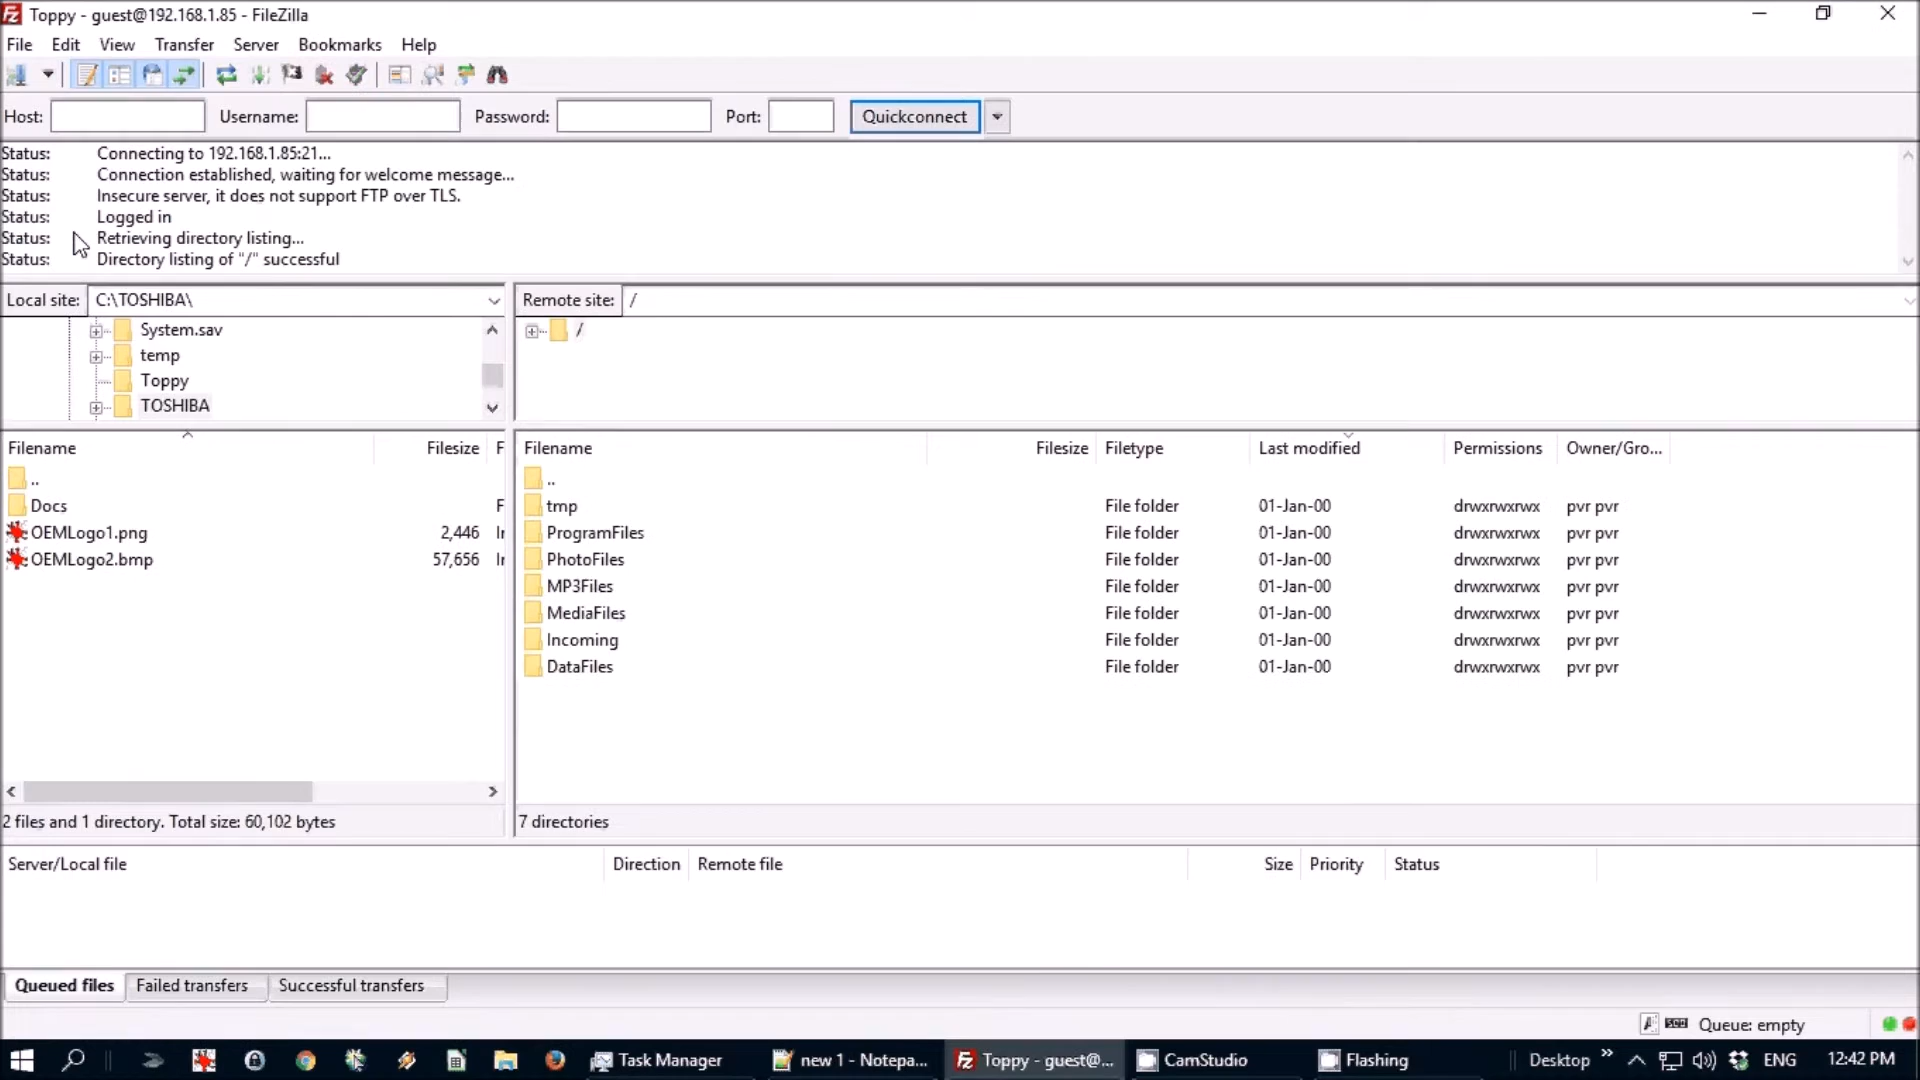 Toppy - guest@192.168.1.85 - FileZilla
File Edit View Transfer Server Bookmarks Help
Host: Username: Password: Port: Quickconnect
Status: Connecting to 192.168.1.85:21...
Status: Connection established, waiting for welcome message...
Status: Insecure server, it does not support FTP over TLS.
Status: Logged in
Status: Retrieving directory listing...
Status: Directory listing of "/" successful
Local site: C:\TOSHIBA\
System.sav
temp
Toppy
TOSHIBA
Remote site: /
/
Filename Filesize F
..
Docs F
OEMLogo1.png 2,446 Ir
OEMLogo2.bmp 57,656 Ir
2 files and 1 directory. Total size: 60,102 bytes
Filename Filesize Filetype Last modified Permissions Owner/Gro...
..
tmp File folder 01-Jan-00 drwxrwxrwx pvr pvr
ProgramFiles File folder 01-Jan-00 drwxrwxrwx pvr pvr
PhotoFiles File folder 01-Jan-00 drwxrwxrwx pvr pvr
MP3Files File folder 01-Jan-00 drwxrwxrwx pvr pvr
MediaFiles File folder 01-Jan-00 drwxrwxrwx pvr pvr
Incoming File folder 01-Jan-00 drwxrwxrwx pvr pvr
DataFiles File folder 01-Jan-00 drwxrwxrwx pvr pvr
7 directories
Server/Local file Direction Remote file Size Priority Status
Queued files Failed transfers Successful transfers
Queue: empty
Task Manager new 1 - Notepa... Toppy - guest@... CamStudio Flashing Desktop ENG 12:42 PM